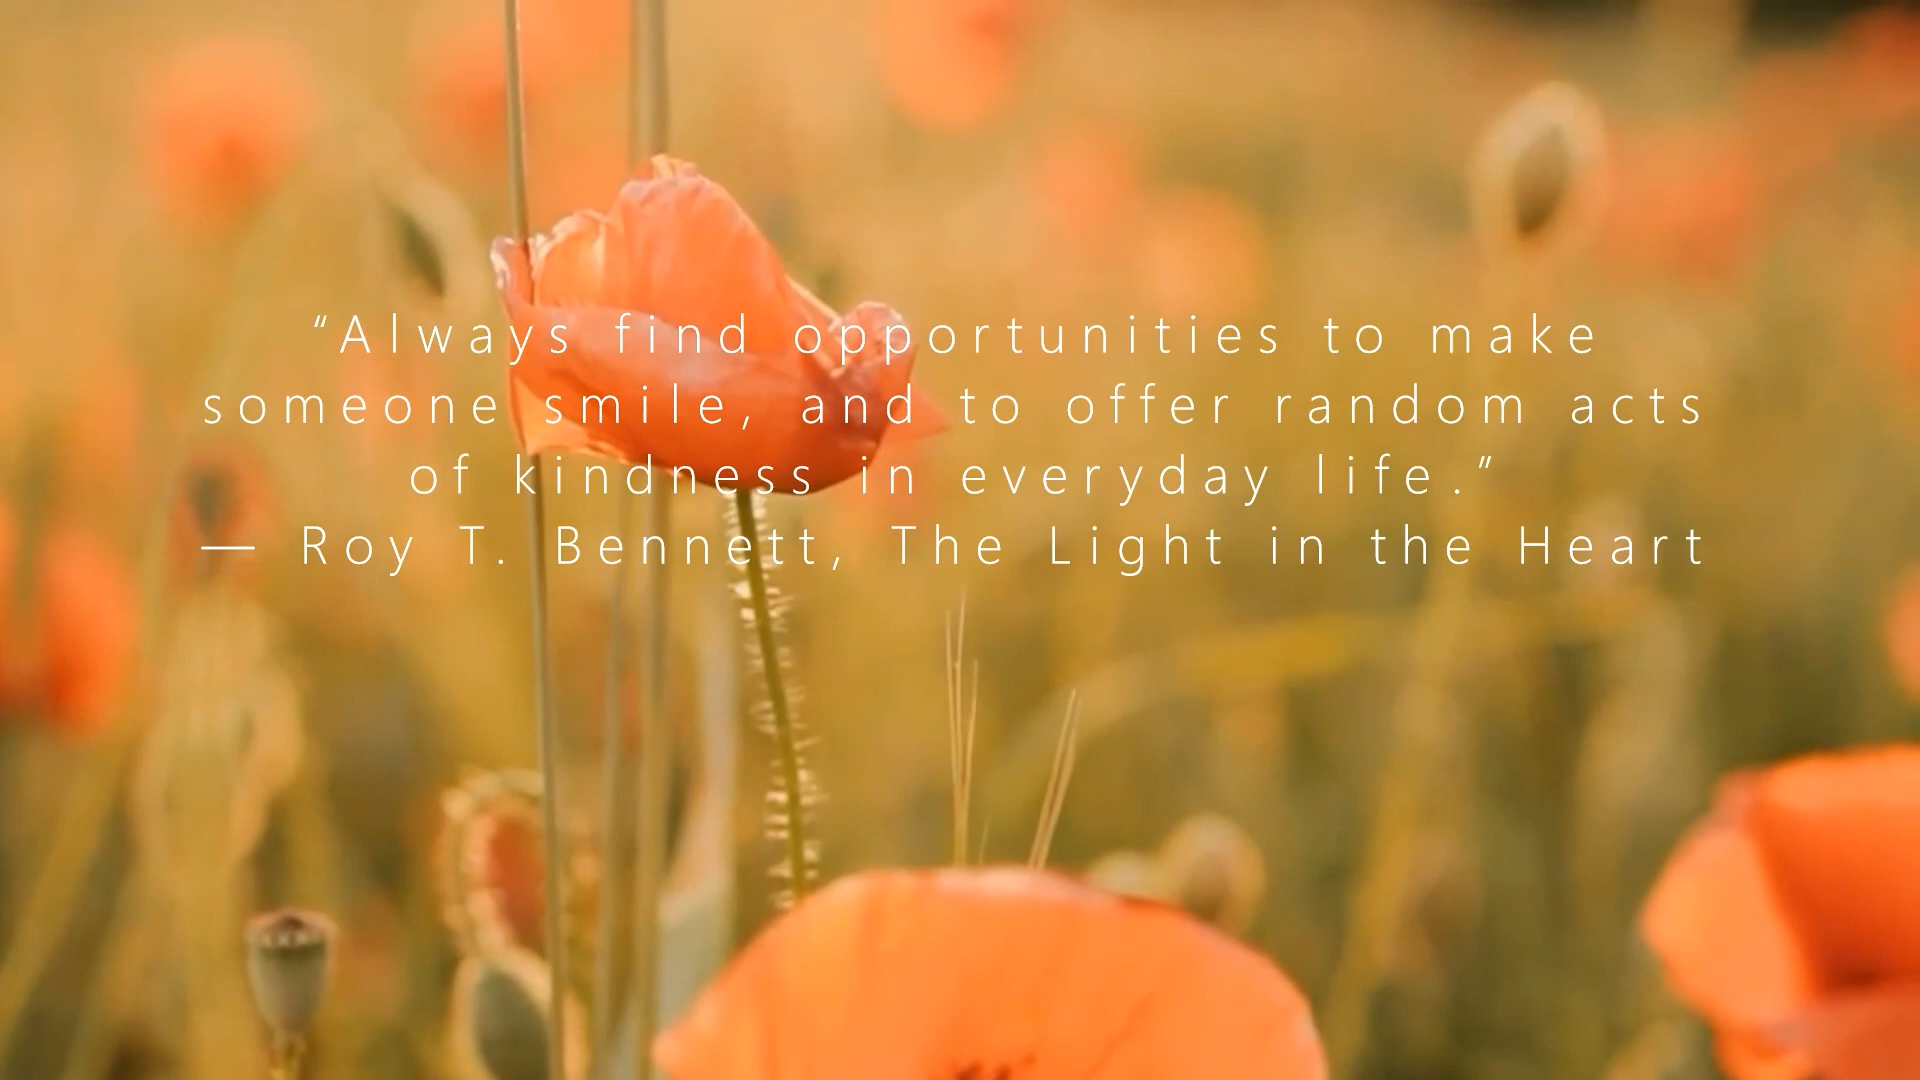 “Always find opportunities to make
someone smile, and to offer random acts
of kindness in everyday life.”
— Roy T. Bennett, The Light in the Heart